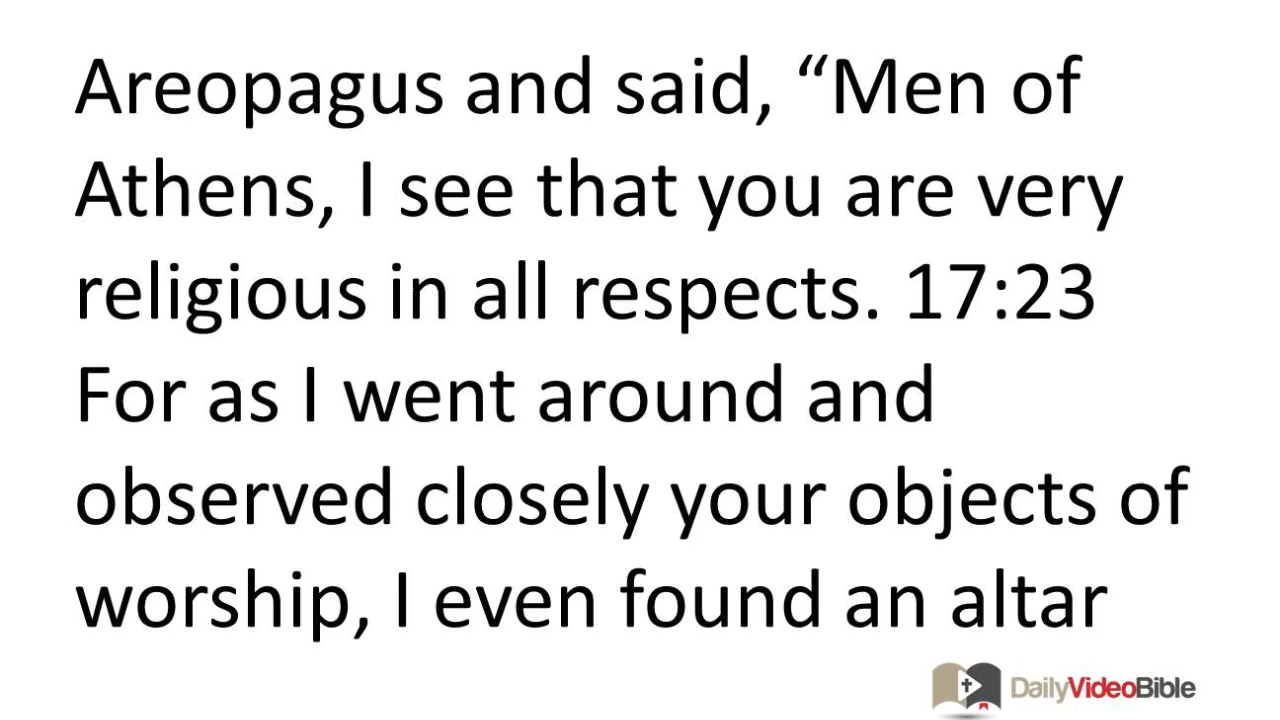 Areopagus and said, “Men of
Athens, I see that you are very
religious in all respects. 17:23
For as I went around and
observed closely your objects of
worship, I even found an altar
DailyVideoBible